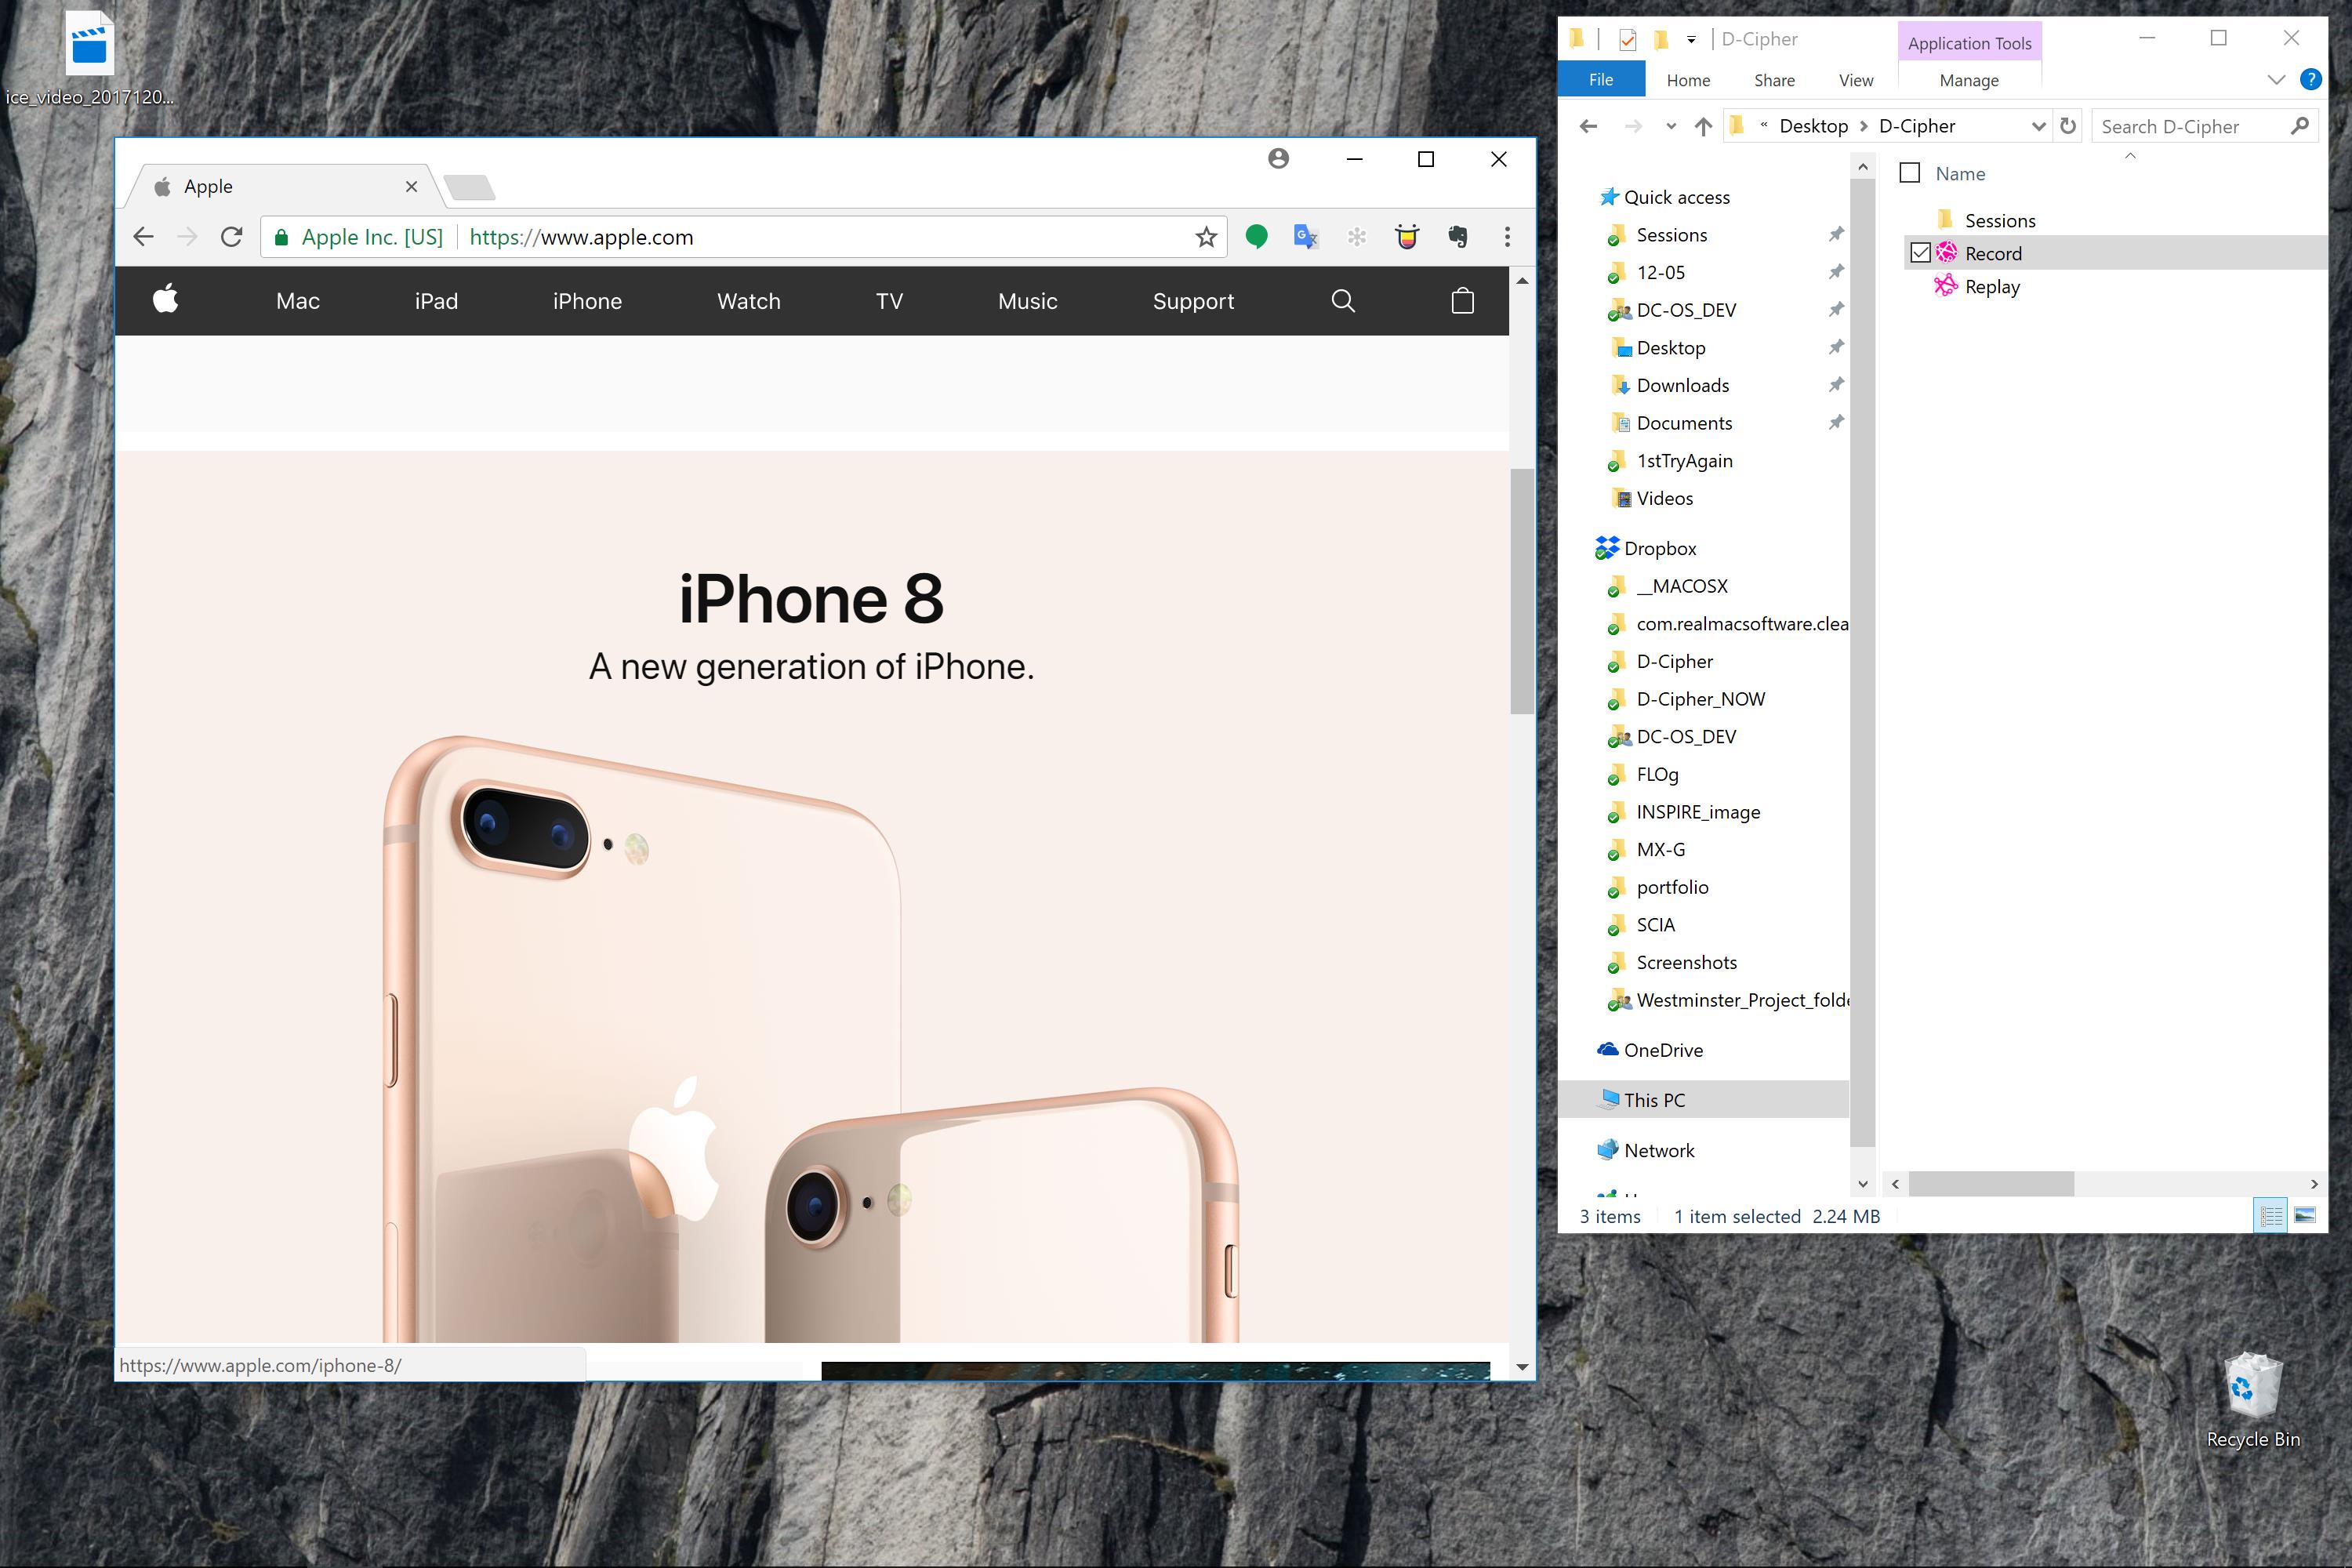 ice_video_2017120...
Apple
Apple Inc. [US] https://www.apple.com
Mac iPad iPhone Watch TV Music Support
iPhone 8
A new generation of iPhone.
https://www.apple.com/iphone-8/
D-Cipher
Application Tools
File Home Share View Manage
« Desktop > D-Cipher
Search D-Cipher
Name
Sessions
Record
Replay
Quick access
Sessions
12-05
DC-OS_DEV
Desktop
Downloads
Documents
1stTryAgain
Videos
Dropbox
__MACOSX
com.realmacsoftware.clea
D-Cipher
D-Cipher_NOW
DC-OS_DEV
FLOg
INSPIRE_image
MX-G
portfolio
SCIA
Screenshots
Westminster_Project_folde
OneDrive
This PC
Network
3 items 1 item selected 2.24 MB
Recycle Bin